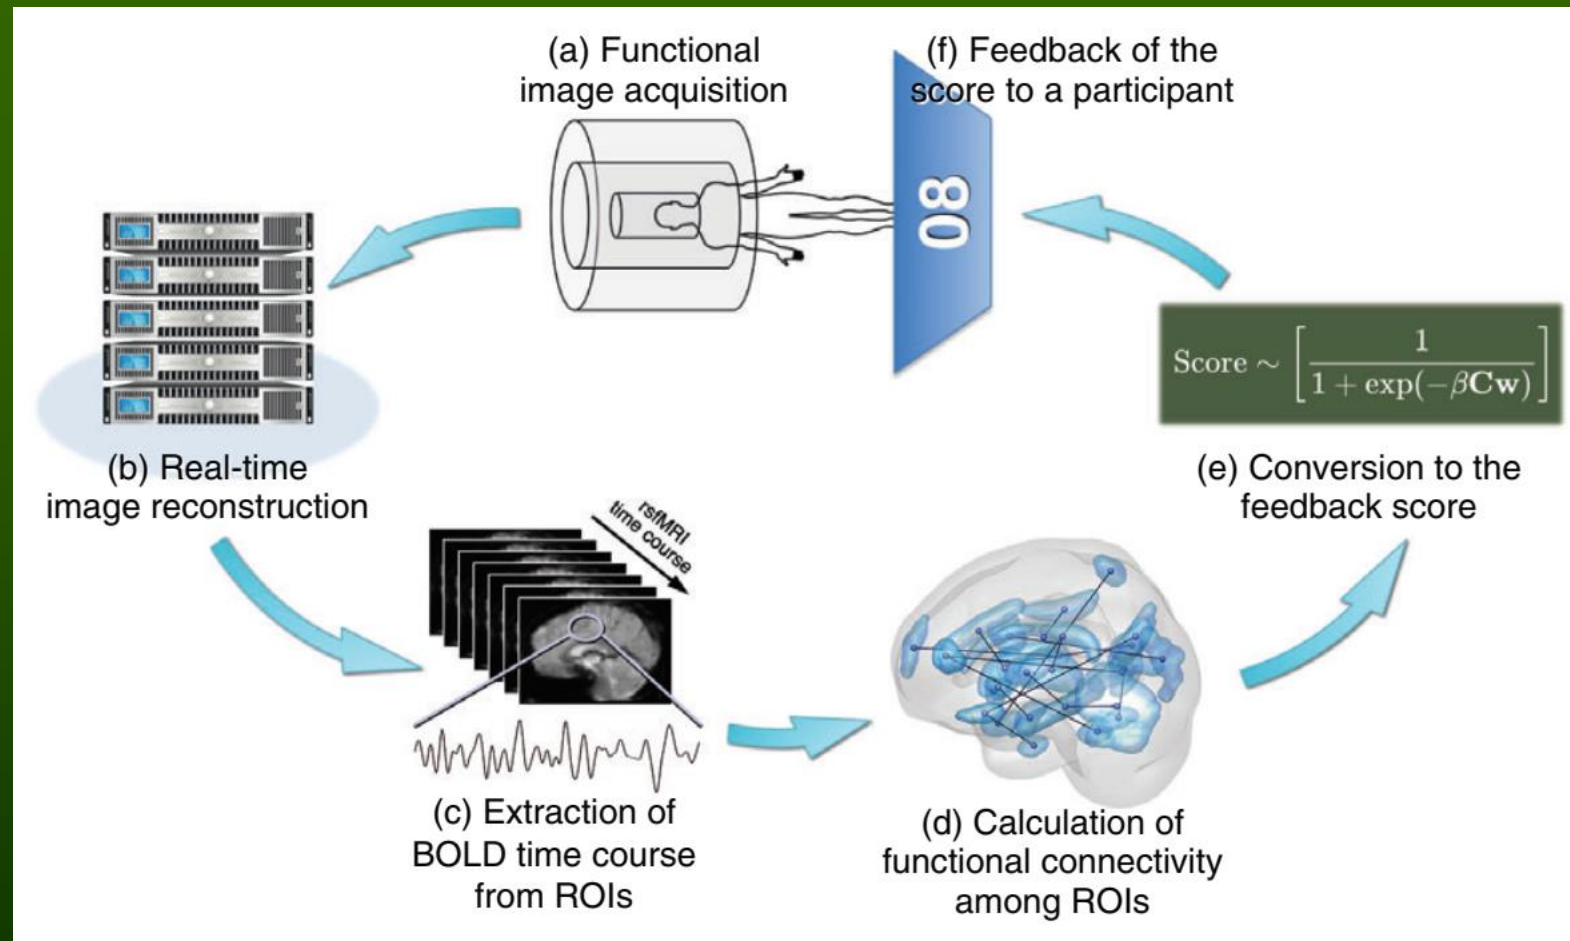 (a) Functional
image acquisition
(f) Feedback of the
score to a participant
80
Score ~ [1 / (1 + exp(−βCw))]
(b) Real-time
image reconstruction
(e) Conversion to the
feedback score
rsfMRI
time course
(c) Extraction of
BOLD time course
from ROIs
(d) Calculation of
functional connectivity
among ROIs